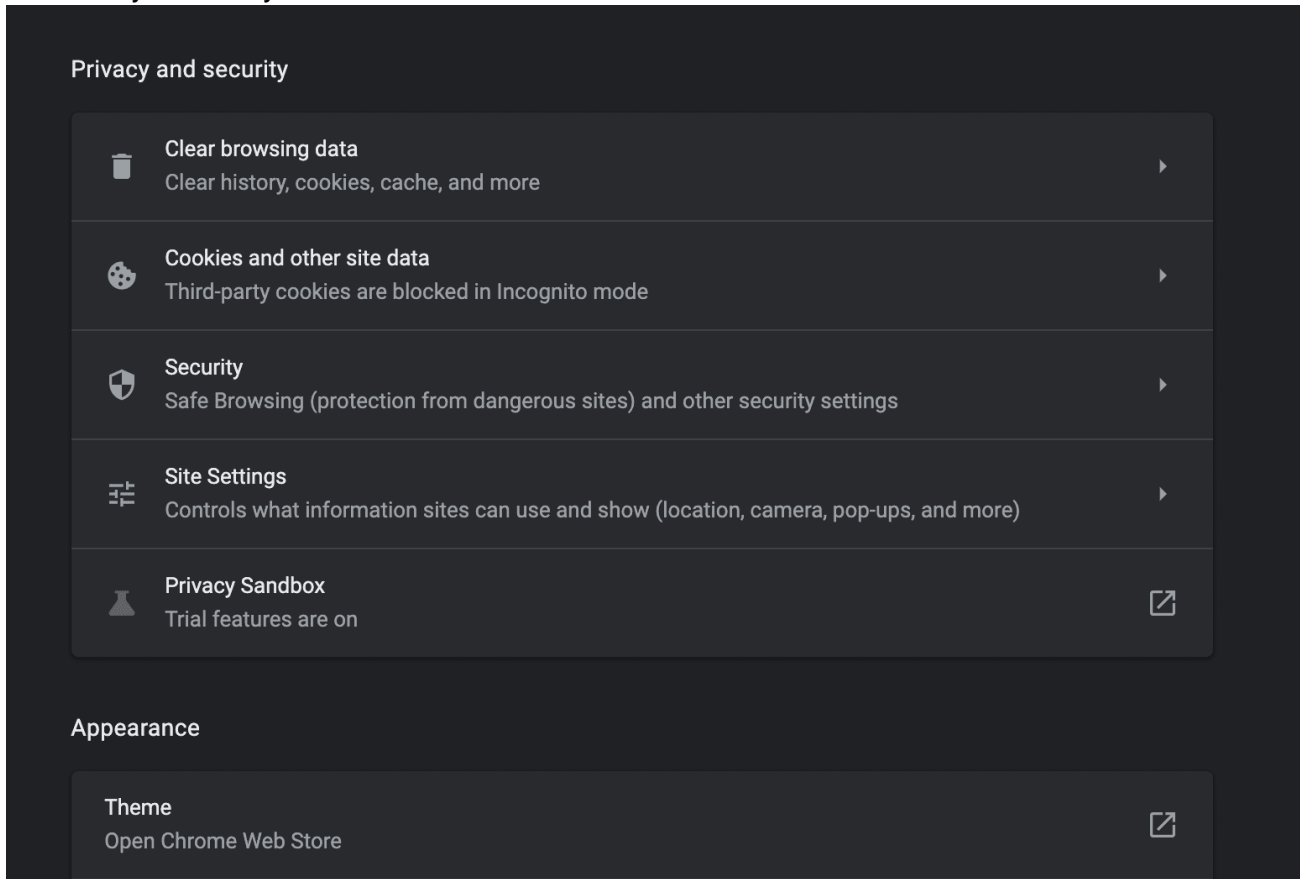 Privacy and security
Clear browsing data
Clear history, cookies, cache, and more
Cookies and other site data
Third-party cookies are blocked in Incognito mode
Security
Safe Browsing (protection from dangerous sites) and other security settings
Site Settings
Controls what information sites can use and show (location, camera, pop-ups, and more)
Privacy Sandbox
Trial features are on
Appearance
Theme
Open Chrome Web Store